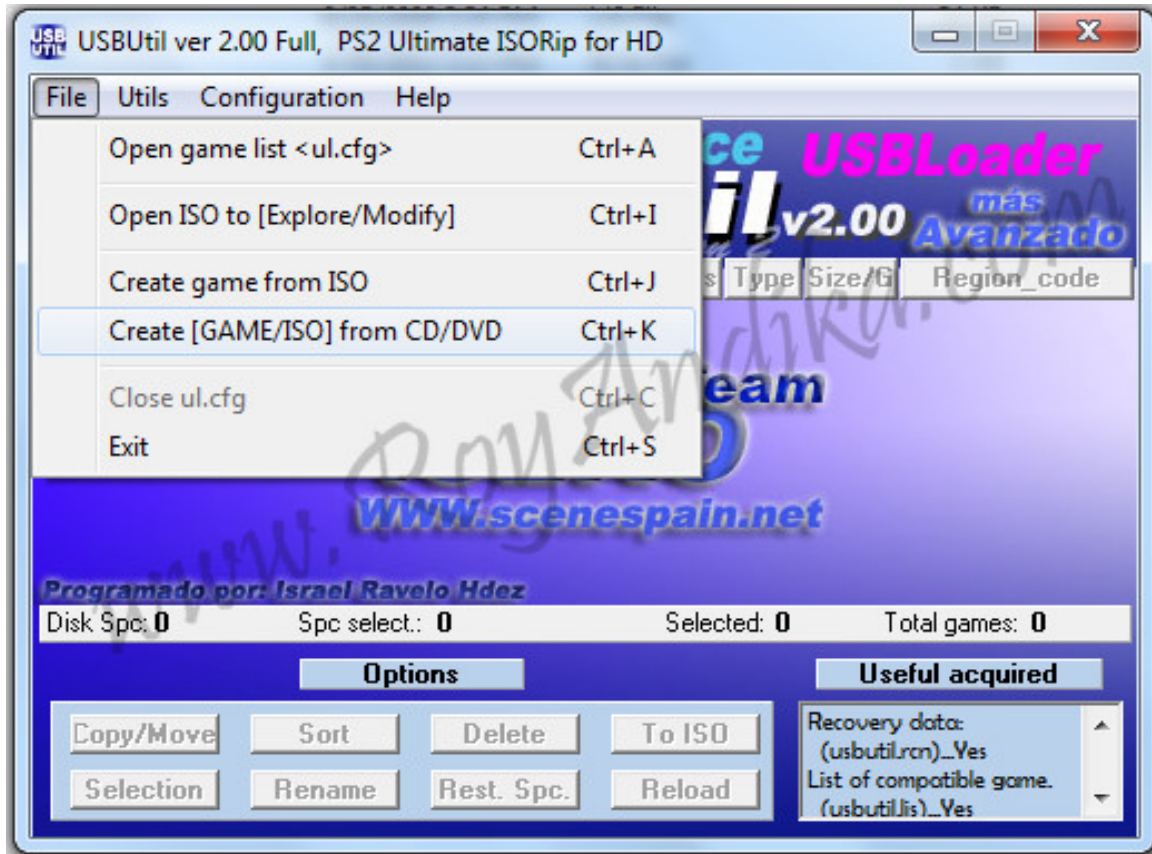 USB UTIL USBUtil ver 2.00 Full, PS2 Ultimate ISORip for HD
File Utils Configuration Help
Open game list <ul.cfg> Ctrl+A
Open ISO to [Explore/Modify] Ctrl+I
Create game from ISO Ctrl+J
Create [GAME/ISO] from CD/DVD Ctrl+K
Close ul.cfg Ctrl+C
Exit Ctrl+S
USBLoader
v2.00 más
Avanzado
Type Size/G Region_code
www.RoyAndika.com
WWW.scenespain.net
Programado por: Israel Ravelo Hdez
Disk Spc: 0 Spc select.: 0 Selected: 0 Total games: 0
Options Useful acquired
Copy/Move Sort Delete To ISO
Selection Rename Rest. Spc. Reload
Recovery data:
(usbutil.rcn)...Yes
List of compatible game.
(usbutil.lis)...Yes